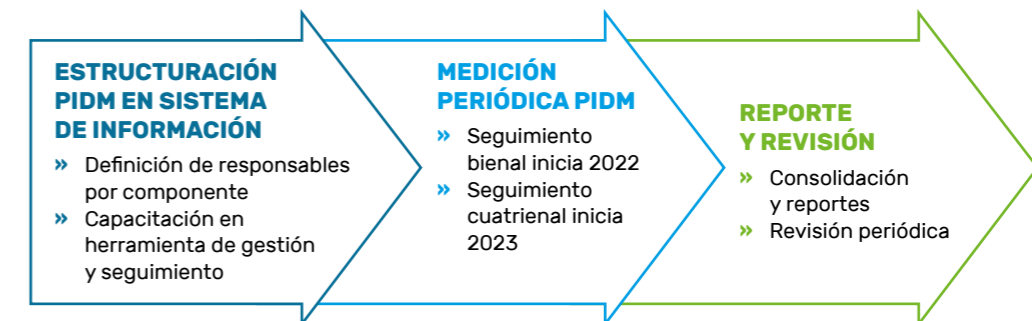 ESTRUCTURACIÓN
PIDM EN SISTEMA
DE INFORMACIÓN
» Definición de responsables
por componente
» Capacitación en
herramienta de gestión
y seguimiento
MEDICIÓN
PERIÓDICA PIDM
» Seguimiento
bienal inicia 2022
» Seguimiento
cuatrienal inicia
2023
REPORTE
Y REVISIÓN
» Consolidación
y reportes
» Revisión periódica